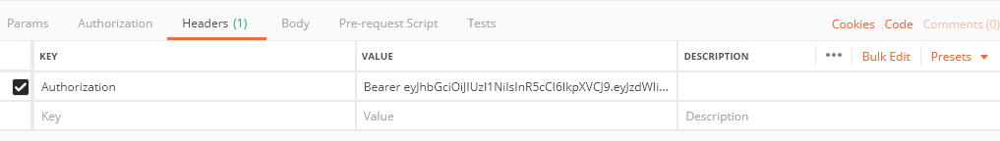 Params Authorization Headers (1) Body Pre-request Script Tests Cookies Code Comments (0)
KEY VALUE DESCRIPTION ••• Bulk Edit Presets
Authorization Bearer eyJhbGciOiJIUzI1NiIsInR5cCI6IkpXVCJ9.eyJzdWIi...
Key Value Description